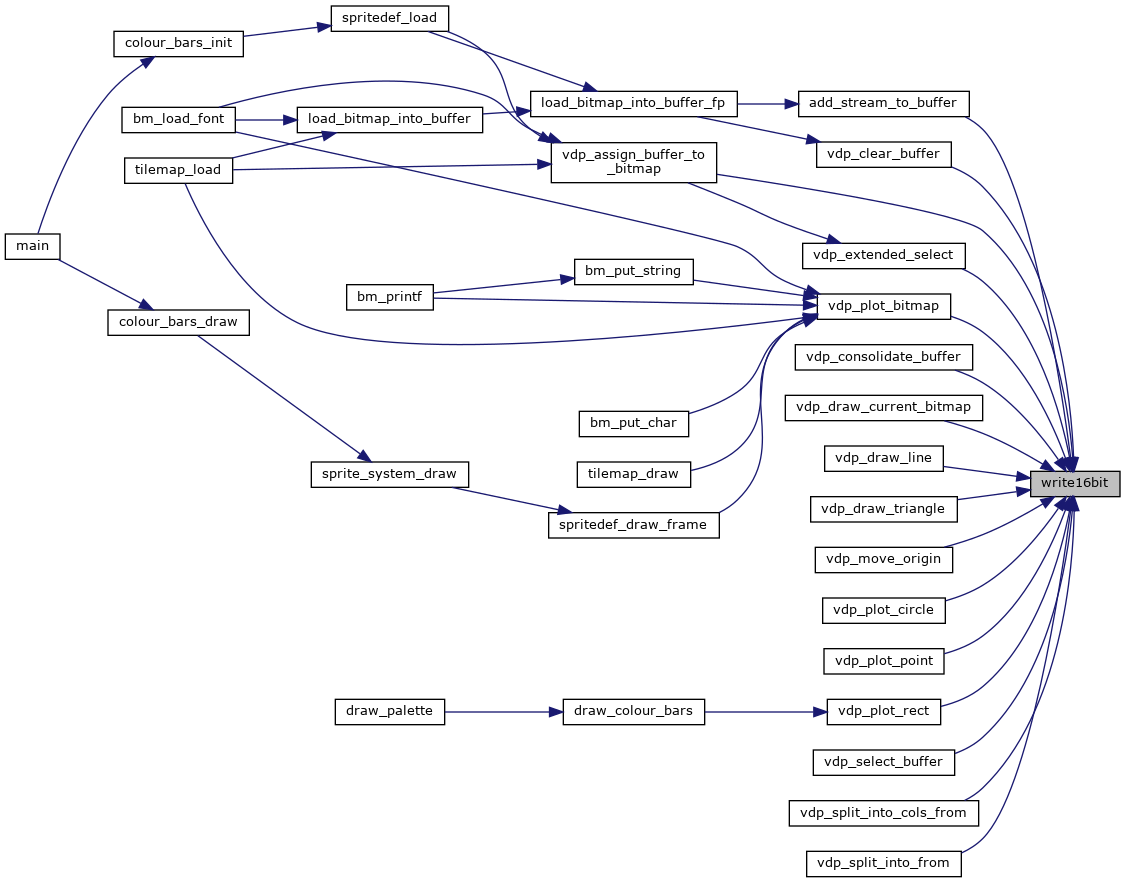 spritedef_load
colour_bars_init
load_bitmap_into_buffer_fp
add_stream_to_buffer
bm_load_font
load_bitmap_into_buffer
vdp_assign_buffer_to
_bitmap
vdp_clear_buffer
tilemap_load
main
vdp_extended_select
bm_put_string
bm_printf
vdp_plot_bitmap
colour_bars_draw
vdp_consolidate_buffer
vdp_draw_current_bitmap
bm_put_char
vdp_draw_line
sprite_system_draw
tilemap_draw
write16bit
vdp_draw_triangle
spritedef_draw_frame
vdp_move_origin
vdp_plot_circle
vdp_plot_point
draw_palette
draw_colour_bars
vdp_plot_rect
vdp_select_buffer
vdp_split_into_cols_from
vdp_split_into_from